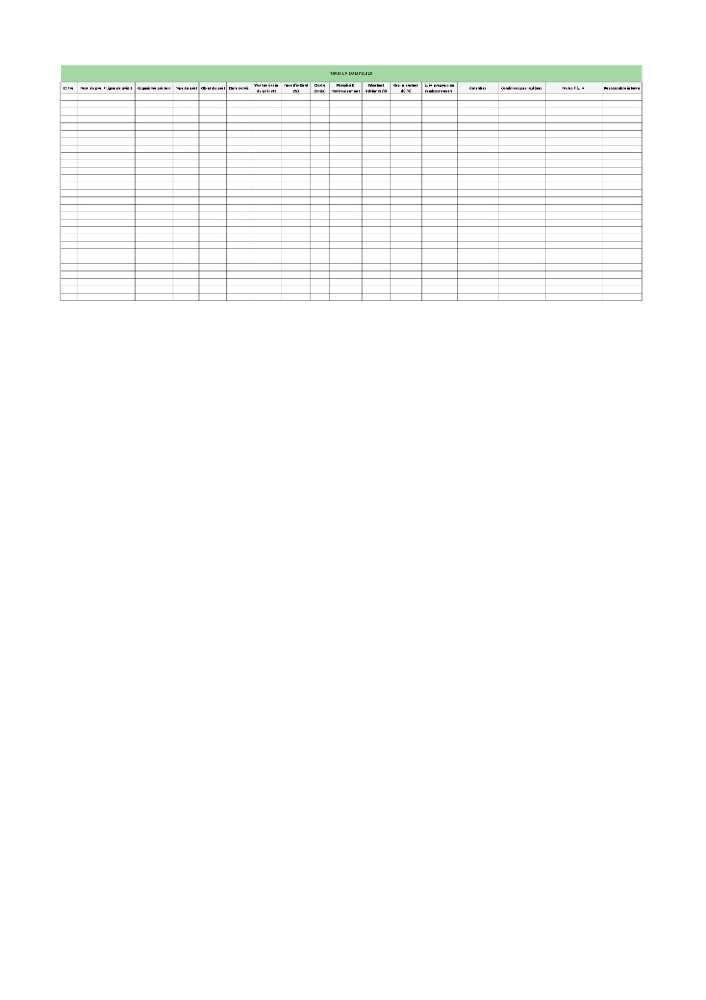 TRAME A COMPLETER
ID Prêt
Nom du prêt / Ligne de crédit
Organisme prêteur
Type de prêt
Objet du prêt
Date octroi
Montant initial
du prêt (€)
Taux d'intérêt
(%)
Durée
(mois)
Périodicité
remboursement
Montant
échéance (€)
Capital restant
dû (€)
Suivi progression
remboursement
Garanties
Conditions particulières
Notes / Suivi
Responsable interne